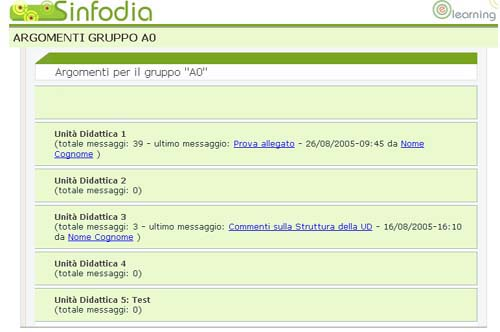 Sinfodia
elearning
ARGOMENTI GRUPPO A0
Argomenti per il gruppo "A0"
Unità Didattica 1
(totale messaggi: 39 - ultimo messaggio: Prova allegato - 26/08/2005-09:45 da Nome
Cognome )
Unità Didattica 2
(totale messaggi: 0)
Unità Didattica 3
(totale messaggi: 3 - ultimo messaggio: Commenti sulla Struttura della UD - 16/08/2005-16:10
da Nome Cognome )
Unità Didattica 4
(totale messaggi: 0)
Unità Didattica 5: Test
(totale messaggi: 0)